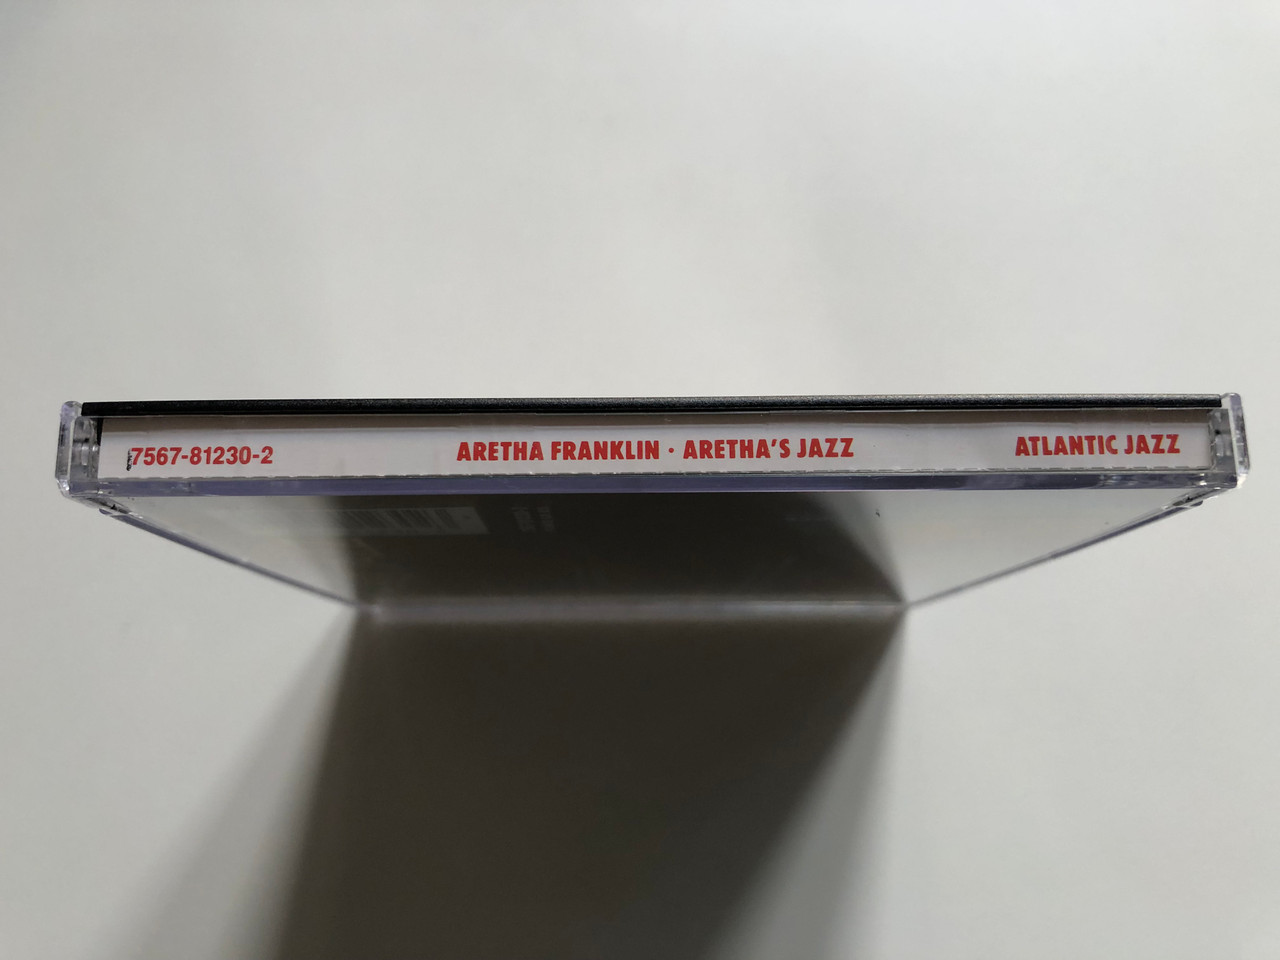 7567-81230-2 ARETHA FRANKLIN · ARETHA'S JAZZ ATLANTIC JAZZ